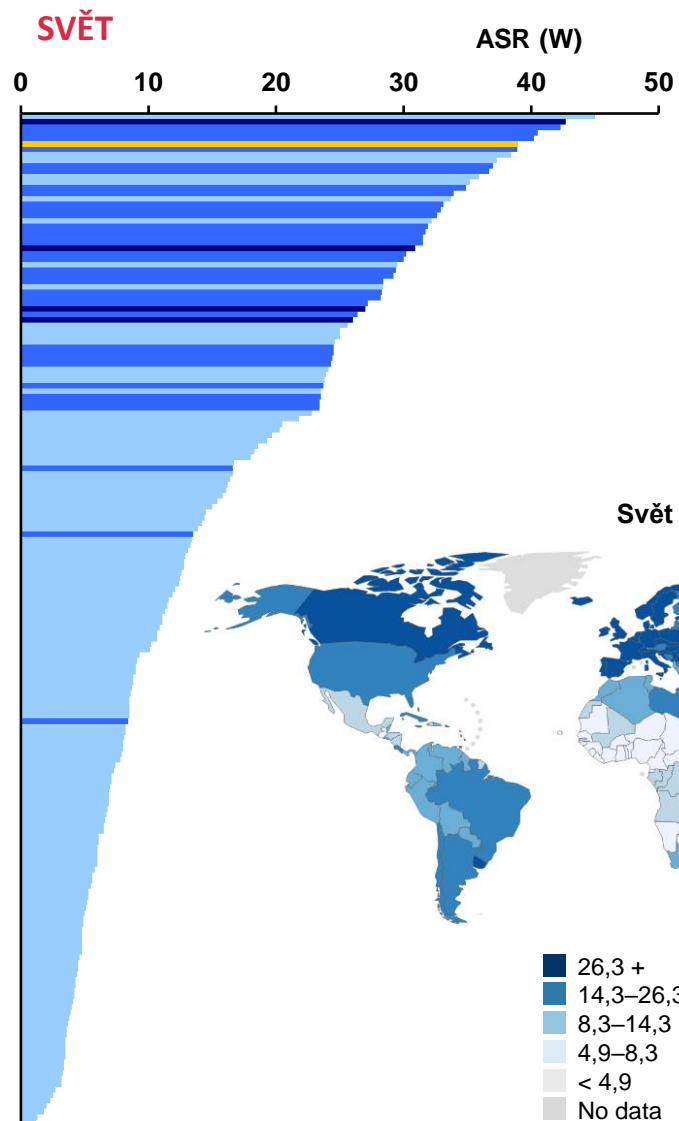 SVĚT
ASR (W)
0 10 20 30 40 50
Svět
26,3 +
14,3–26,3
8,3–14,3
4,9–8,3
< 4,9
No data